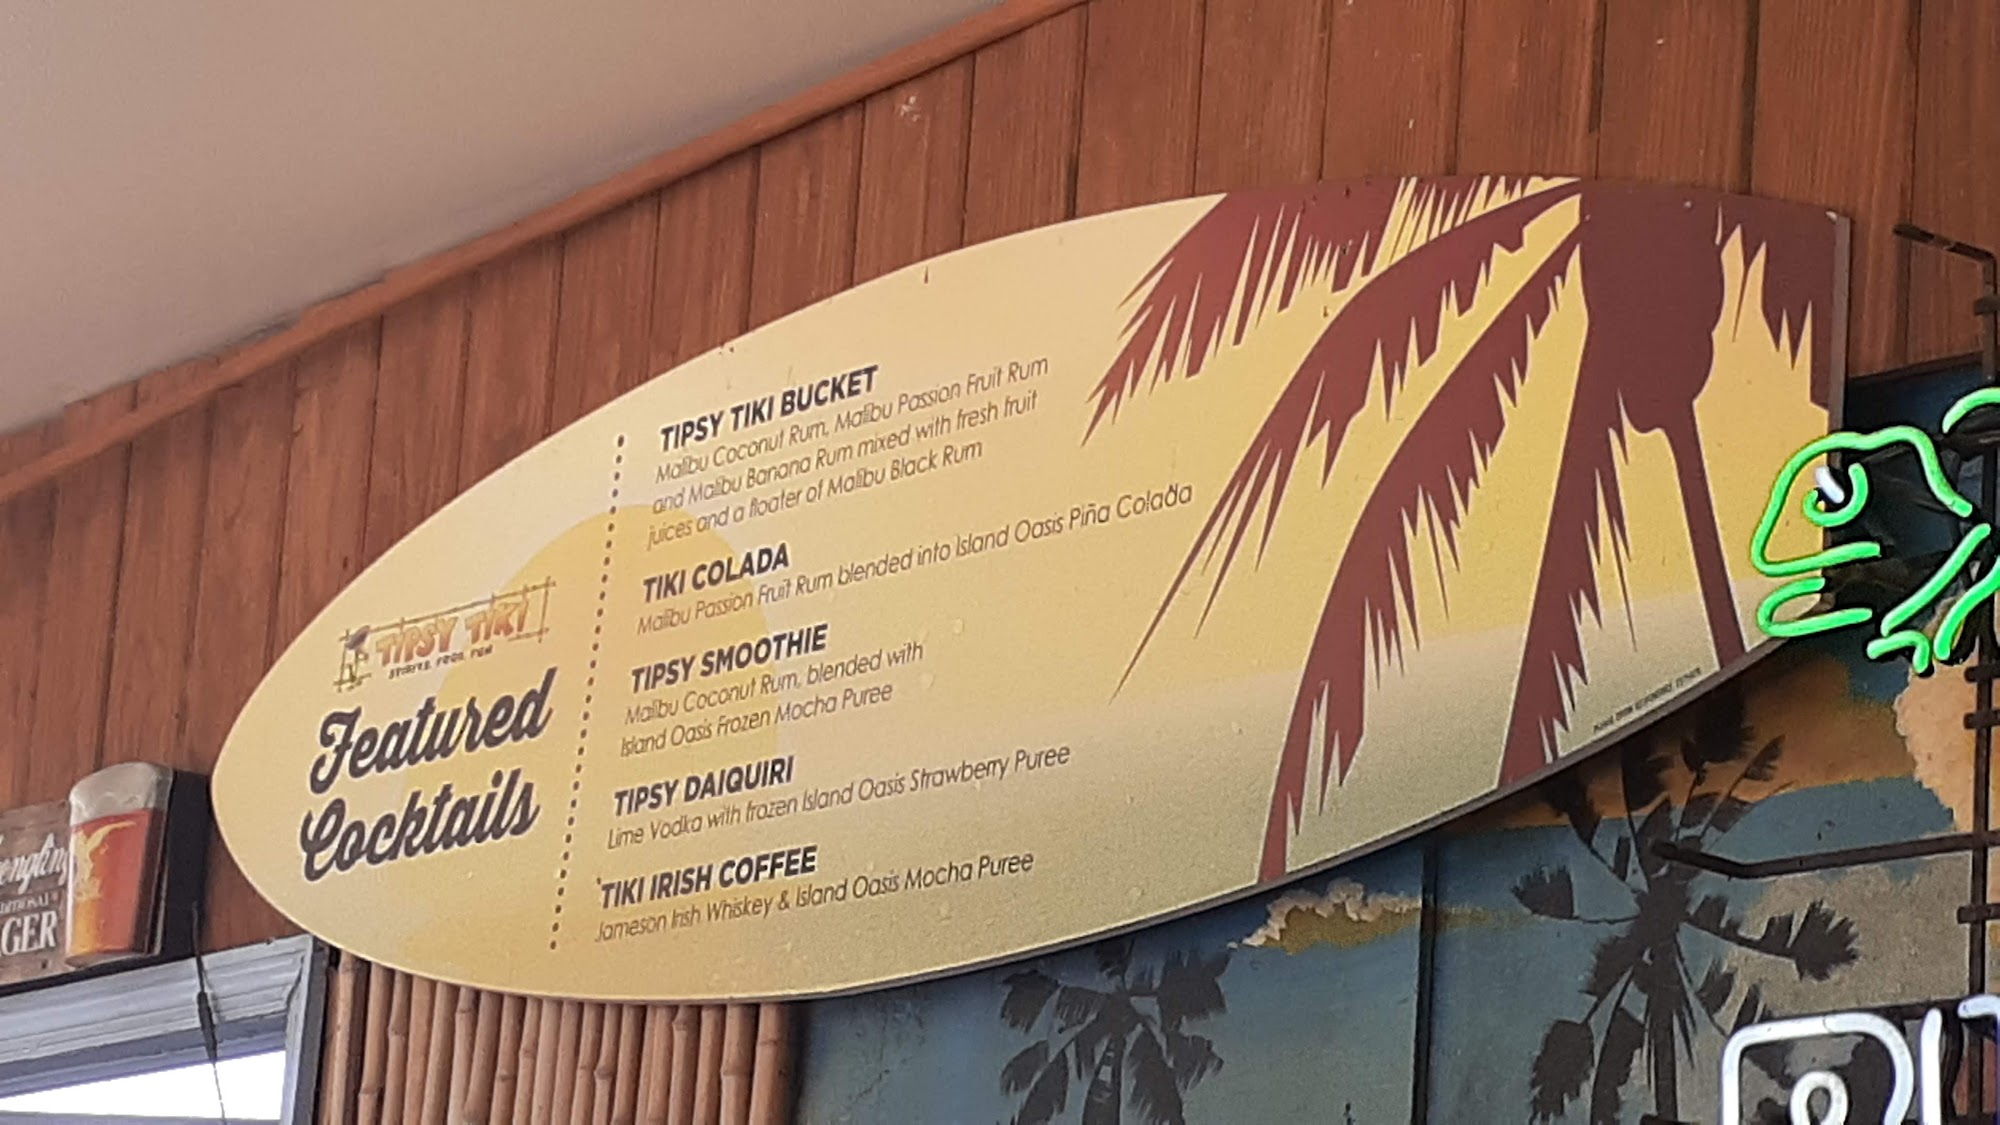 TIPSY TIKI
SPIRITS. FOOD. FUN
Featured
Cocktails
TIPSY TIKI BUCKET
Malibu Coconut Rum, Malibu Passion Fruit Rum
and Malibu Banana Rum mixed with fresh fruit
juices and a floater of Malibu Black Rum
TIKI COLADA
Malibu Passion Fruit Rum blended into Island Oasis Piña Colada
TIPSY SMOOTHIE
Malibu Coconut Rum, blended with
Island Oasis Frozen Mocha Puree
TIPSY DAIQUIRI
Lime Vodka with frozen Island Oasis Strawberry Puree
TIKI IRISH COFFEE
Jameson Irish Whiskey & Island Oasis Mocha Puree